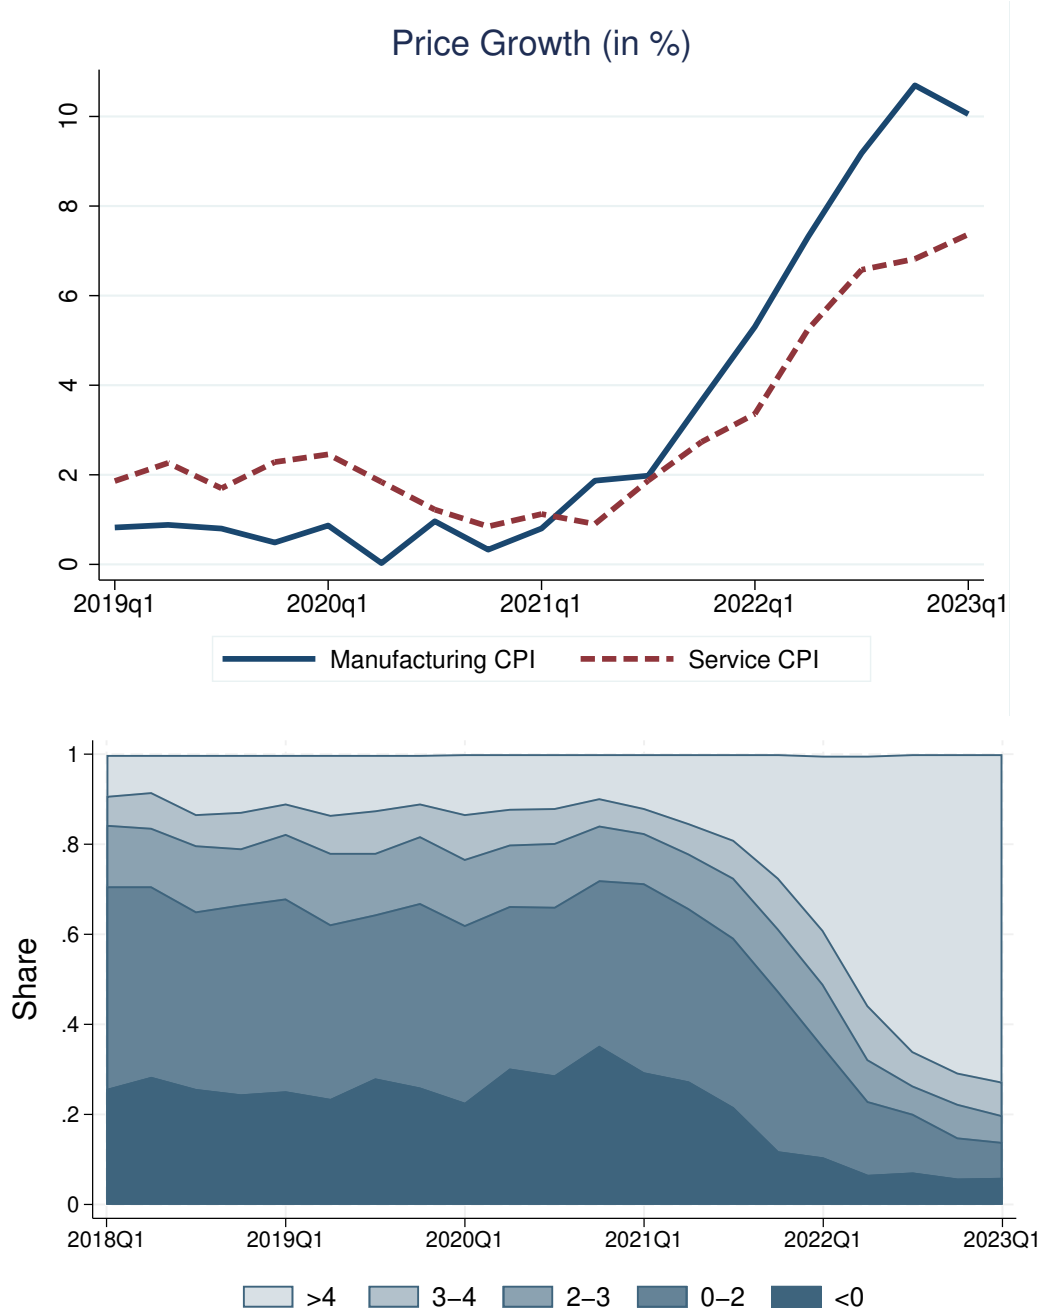 Price Growth (in %)
10
8
6
4
2
0
2019q1 2020q1 2021q1 2022q1 2023q1
Manufacturing CPI Service CPI
1
.8
.6
.4
.2
0
Share
2018Q1 2019Q1 2020Q1 2021Q1 2022Q1 2023Q1
>4 3–4 2–3 0–2 <0